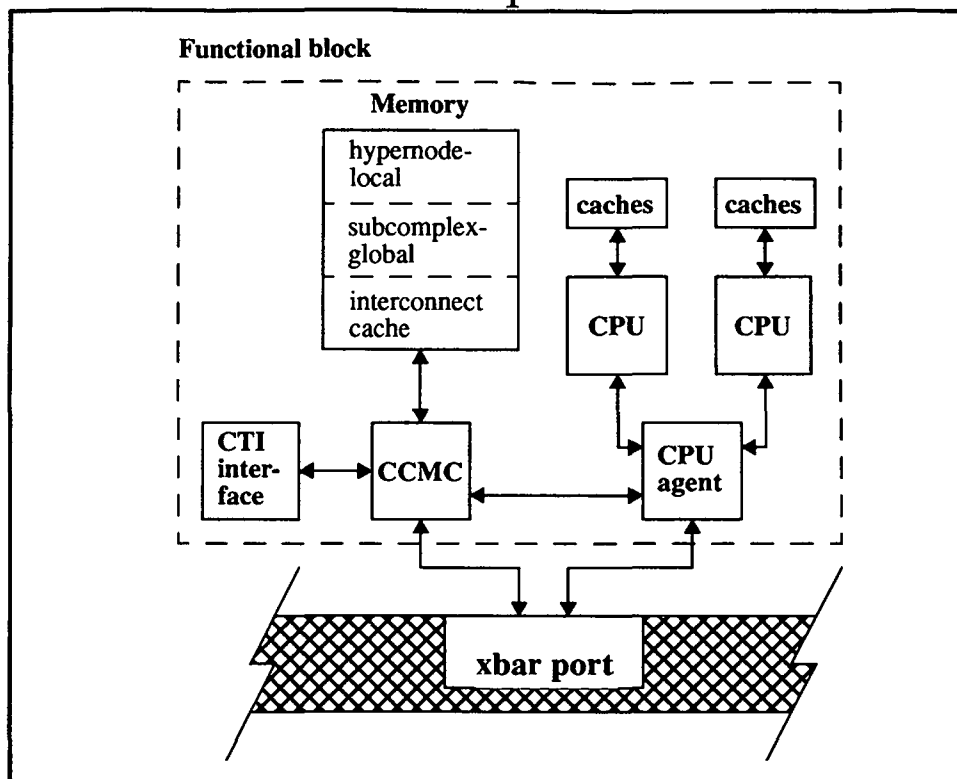 Functional block
Memory
hypernode-
local
subcomplex-
global
interconnect
cache
caches
caches
CPU
CPU
CTI
inter-
face
CCMC
CPU
agent
xbar port